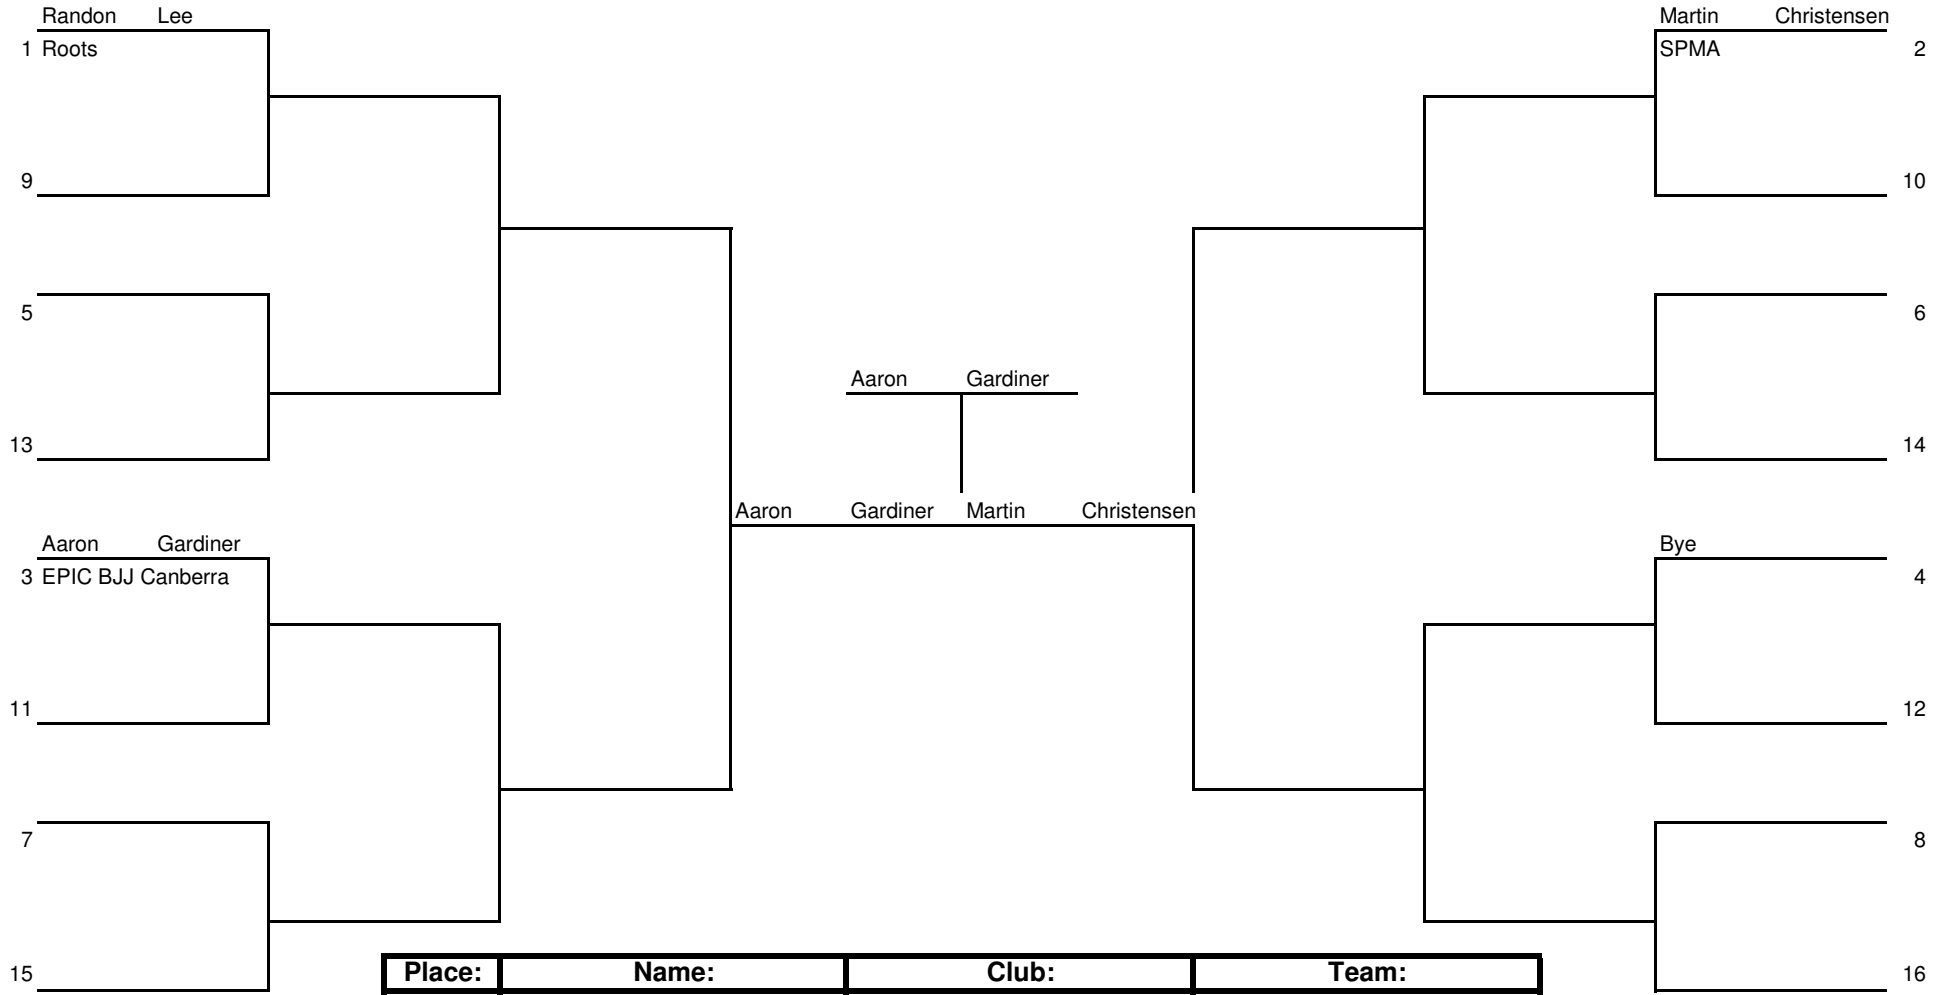 Randon Lee Martin Christensen
1 Roots SPMA 2
9 10
5 6
Aaron Gardiner
13 14
Aaron Gardiner Martin Christensen
Aaron Gardiner Bye
3 EPIC BJJ Canberra 4
11 12
7 8
15 Place: Name: Club: Team: 16